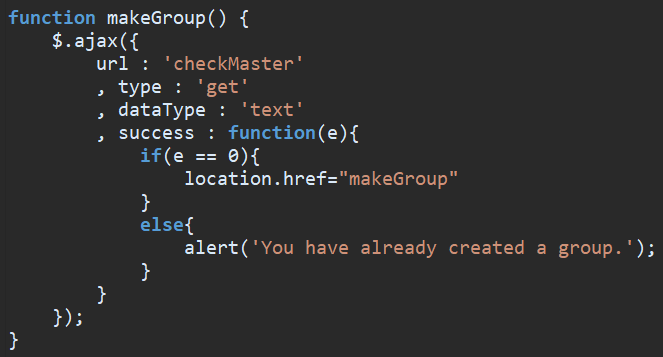 function makeGroup() {
    $.ajax({
        url : 'checkMaster'
        , type : 'get'
        , dataType : 'text'
        , success : function(e){
            if(e == 0){
                location.href="makeGroup"
            }
            else{
                alert('You have already created a group.');
            }
        }
    });
}